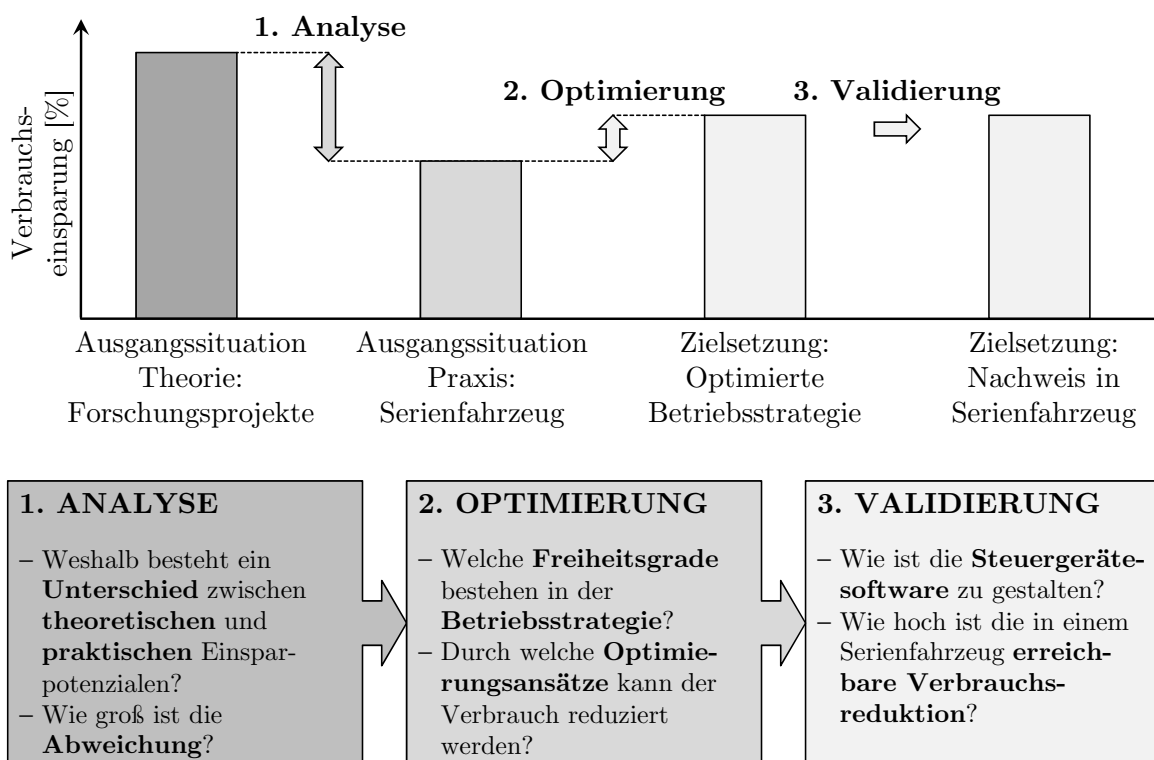 1. Analyse
2. Optimierung
3. Validierung
Verbrauchs-
einsparung [%]
Ausgangssituation
Theorie:
Forschungsprojekte
Ausgangssituation
Praxis:
Serienfahrzeug
Zielsetzung:
Optimierte
Betriebsstrategie
Zielsetzung:
Nachweis in
Serienfahrzeug
1. ANALYSE
– Weshalb besteht ein
Unterschied zwischen
theoretischen und
praktischen Einspar-
potenzialen?
– Wie groß ist die
Abweichung?
2. OPTIMIERUNG
– Welche Freiheitsgrade
bestehen in der
Betriebsstrategie?
– Durch welche Optimie-
rungsansätze kann der
Verbrauch reduziert
werden?
3. VALIDIERUNG
– Wie ist die Steuergeräte-
software zu gestalten?
– Wie hoch ist die in einem
Serienfahrzeug erreich-
bare Verbrauchs-
reduktion?